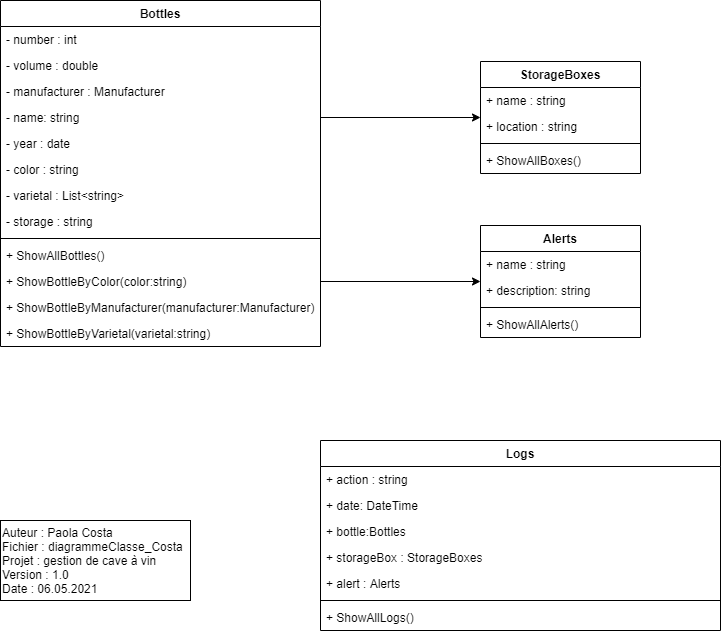 Bottles
- number : int
- volume : double
- manufacturer : Manufacturer
- name: string
- year : date
- color : string
- varietal : List<string>
- storage : string
+ ShowAllBottles()
+ ShowBottleByColor(color:string)
+ ShowBottleByManufacturer(manufacturer:Manufacturer)
+ ShowBottleByVarietal(varietal:string)
StorageBoxes
+ name : string
+ location : string
+ ShowAllBoxes()
Alerts
+ name : string
+ description: string
+ ShowAllAlerts()
Logs
+ action : string
+ date: DateTime
+ bottle:Bottles
+ storageBox : StorageBoxes
+ alert : Alerts
+ ShowAllLogs()
Auteur : Paola Costa
Fichier : diagrammeClasse_Costa
Projet : gestion de cave à vin
Version : 1.0
Date : 06.05.2021